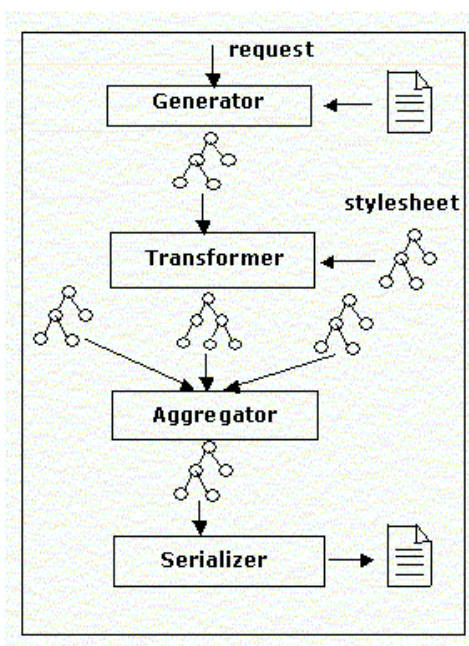 request
Generator
stylesheet
Transformer
Aggregator
Serializer